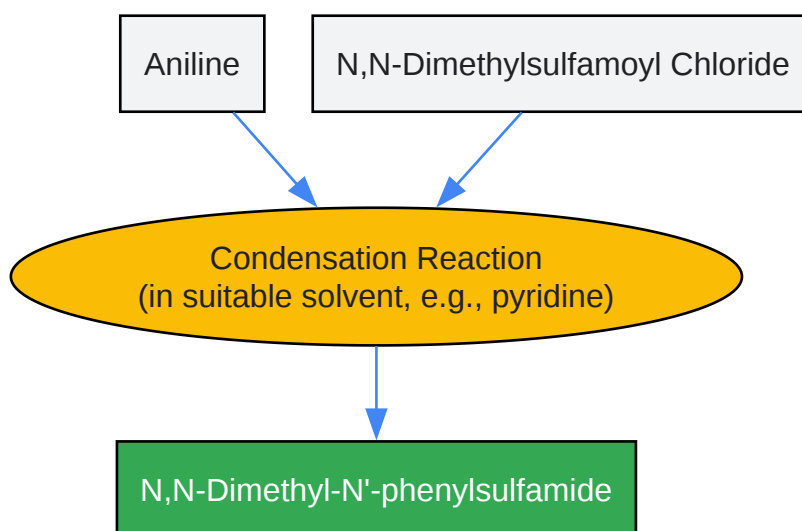 Aniline
N,N-Dimethylsulfamoyl Chloride
Condensation Reaction
(in suitable solvent, e.g., pyridine)
N,N-Dimethyl-N'-phenylsulfamide